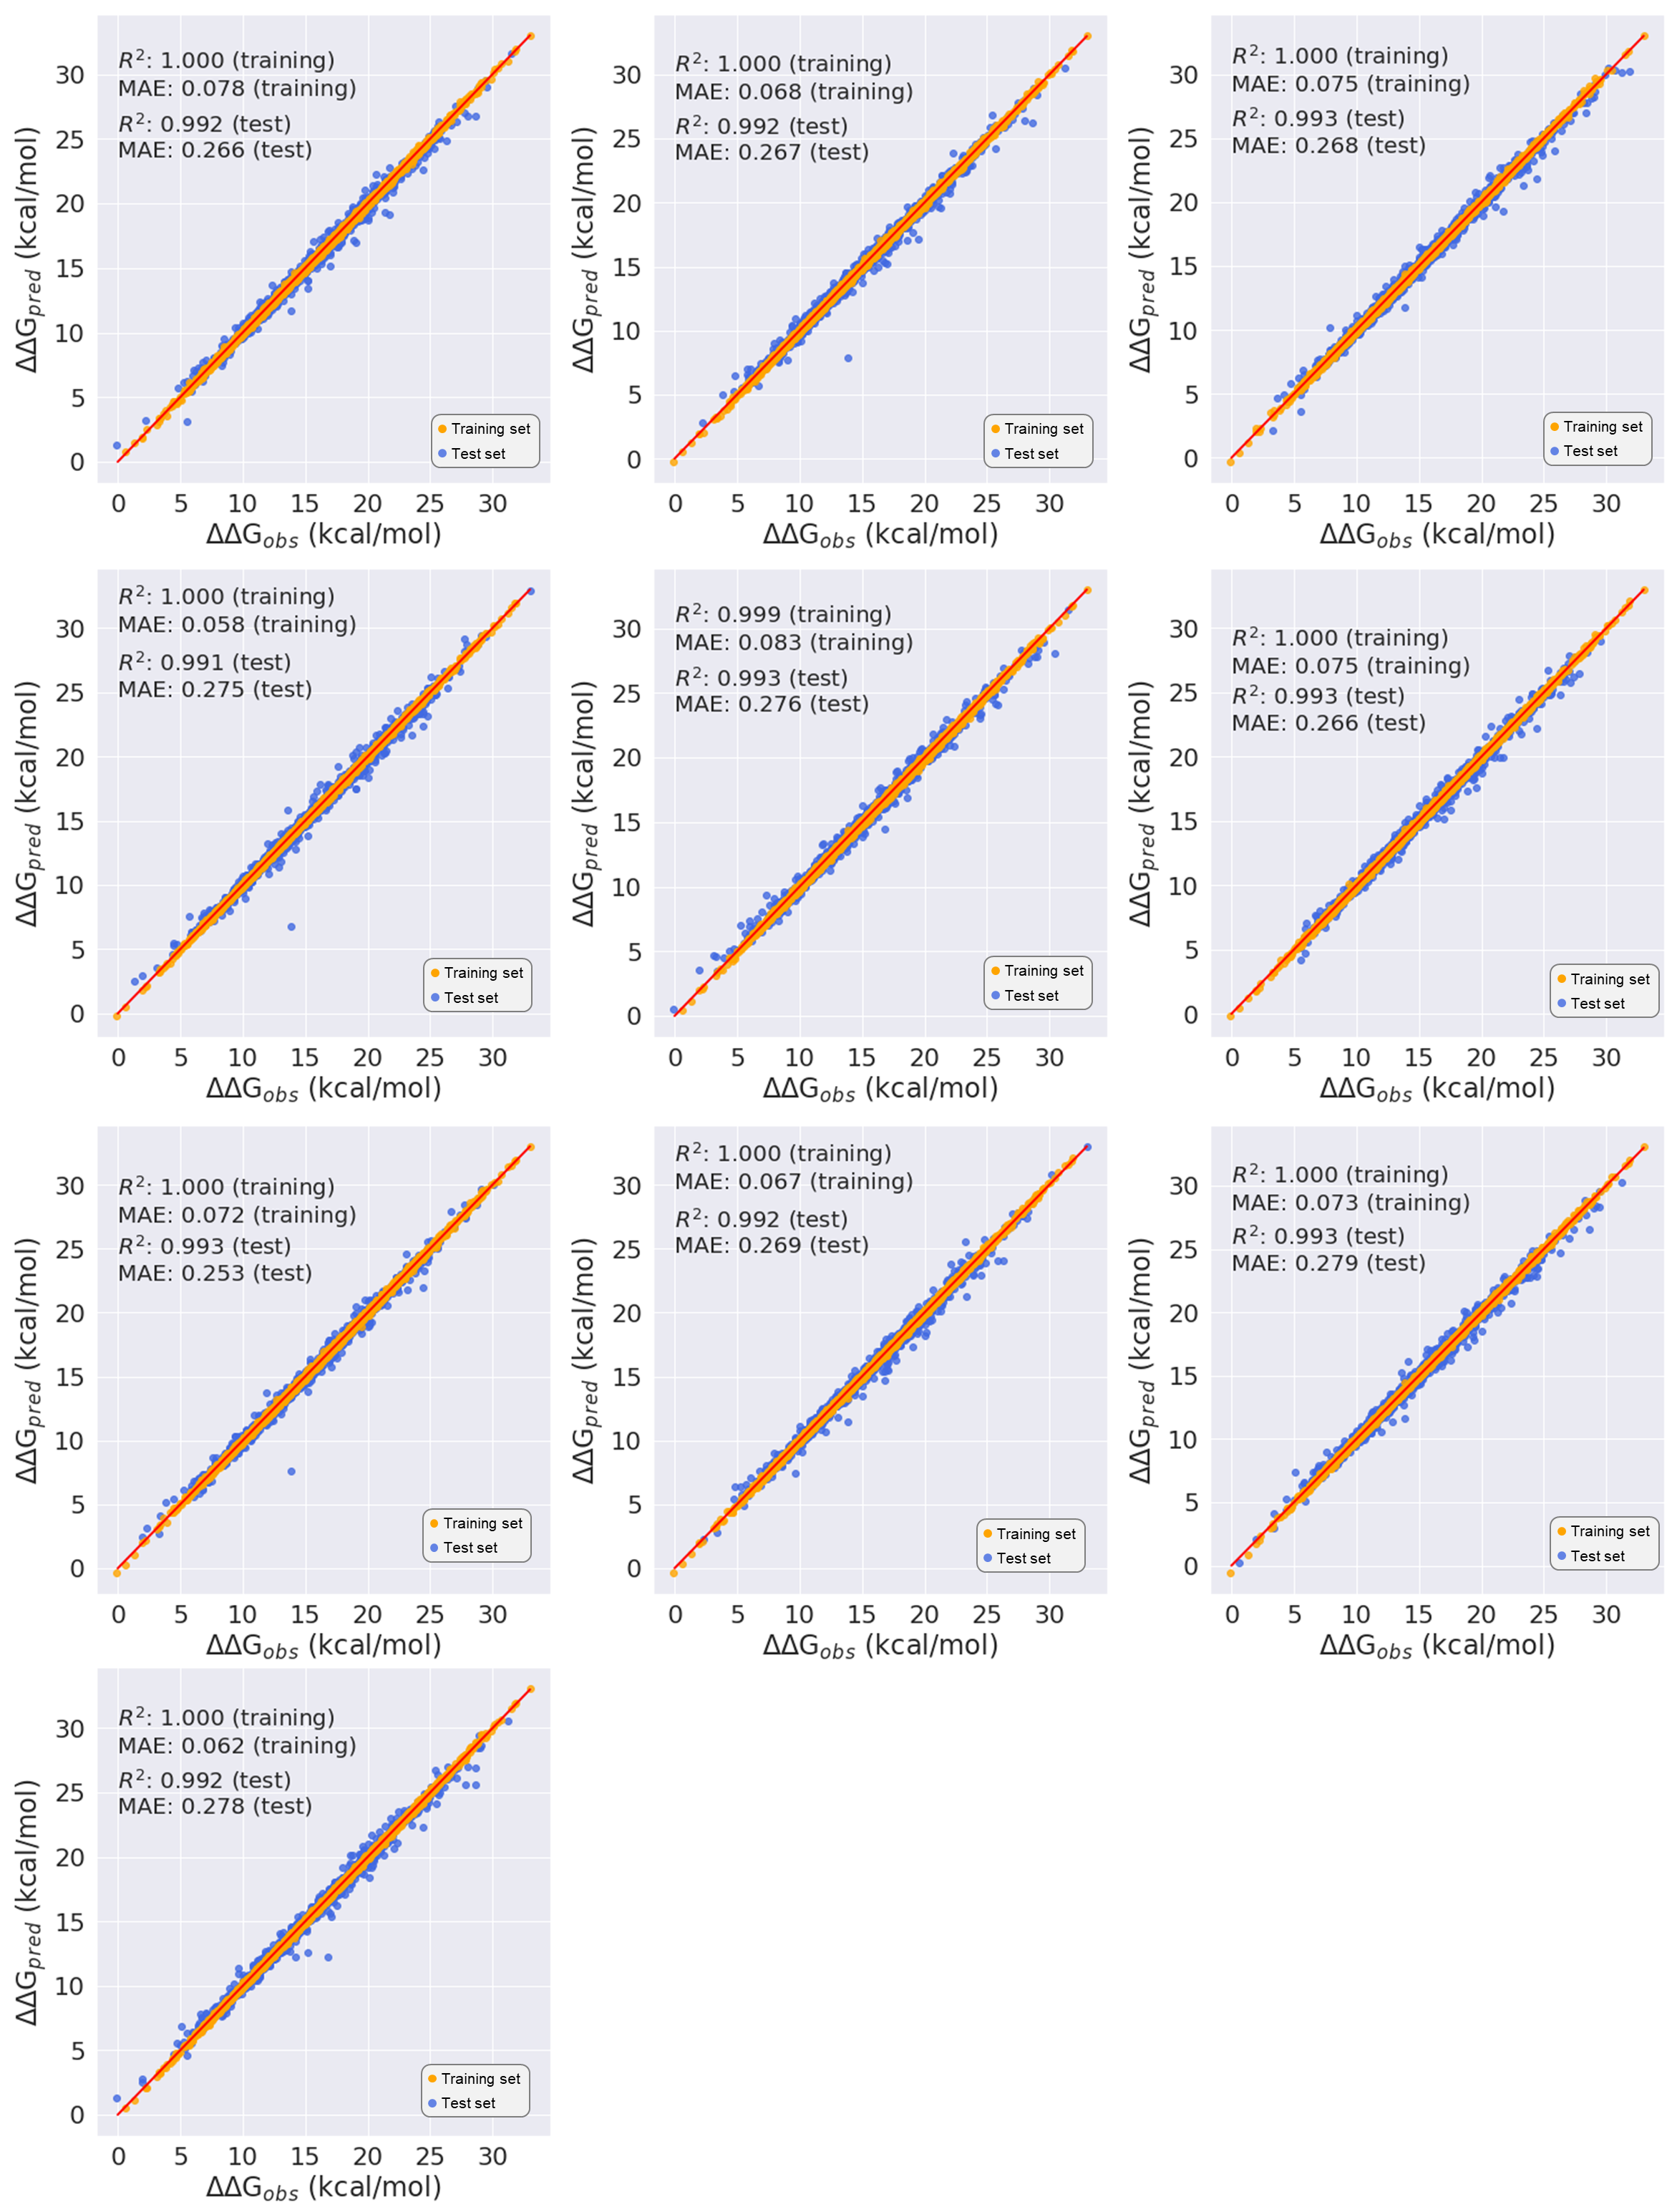 R²: 1.000 (training)
MAE: 0.078 (training)
R²: 0.992 (test)
MAE: 0.266 (test)
30
25
20
15
10
5
0
ΔΔG_pred (kcal/mol)
Training set
Test set
0 5 10 15 20 25 30
ΔΔG_obs (kcal/mol)
R²: 1.000 (training)
MAE: 0.068 (training)
R²: 0.992 (test)
MAE: 0.267 (test)
30
25
20
15
10
5
0
ΔΔG_pred (kcal/mol)
Training set
Test set
0 5 10 15 20 25 30
ΔΔG_obs (kcal/mol)
R²: 1.000 (training)
MAE: 0.075 (training)
R²: 0.993 (test)
MAE: 0.268 (test)
30
25
20
15
10
5
0
ΔΔG_pred (kcal/mol)
Training set
Test set
0 5 10 15 20 25 30
ΔΔG_obs (kcal/mol)
R²: 1.000 (training)
MAE: 0.058 (training)
R²: 0.991 (test)
MAE: 0.275 (test)
30
25
20
15
10
5
0
ΔΔG_pred (kcal/mol)
Training set
Test set
0 5 10 15 20 25 30
ΔΔG_obs (kcal/mol)
R²: 0.999 (training)
MAE: 0.083 (training)
R²: 0.993 (test)
MAE: 0.276 (test)
30
25
20
15
10
5
0
ΔΔG_pred (kcal/mol)
Training set
Test set
0 5 10 15 20 25 30
ΔΔG_obs (kcal/mol)
R²: 1.000 (training)
MAE: 0.075 (training)
R²: 0.993 (test)
MAE: 0.266 (test)
30
25
20
15
10
5
0
ΔΔG_pred (kcal/mol)
Training set
Test set
0 5 10 15 20 25 30
ΔΔG_obs (kcal/mol)
R²: 1.000 (training)
MAE: 0.072 (training)
R²: 0.993 (test)
MAE: 0.253 (test)
30
25
20
15
10
5
0
ΔΔG_pred (kcal/mol)
Training set
Test set
0 5 10 15 20 25 30
ΔΔG_obs (kcal/mol)
R²: 1.000 (training)
MAE: 0.067 (training)
R²: 0.992 (test)
MAE: 0.269 (test)
30
25
20
15
10
5
0
ΔΔG_pred (kcal/mol)
Training set
Test set
0 5 10 15 20 25 30
ΔΔG_obs (kcal/mol)
R²: 1.000 (training)
MAE: 0.073 (training)
R²: 0.993 (test)
MAE: 0.279 (test)
30
25
20
15
10
5
0
ΔΔG_pred (kcal/mol)
Training set
Test set
0 5 10 15 20 25 30
ΔΔG_obs (kcal/mol)
R²: 1.000 (training)
MAE: 0.062 (training)
R²: 0.992 (test)
MAE: 0.278 (test)
30
25
20
15
10
5
0
ΔΔG_pred (kcal/mol)
Training set
Test set
0 5 10 15 20 25 30
ΔΔG_obs (kcal/mol)